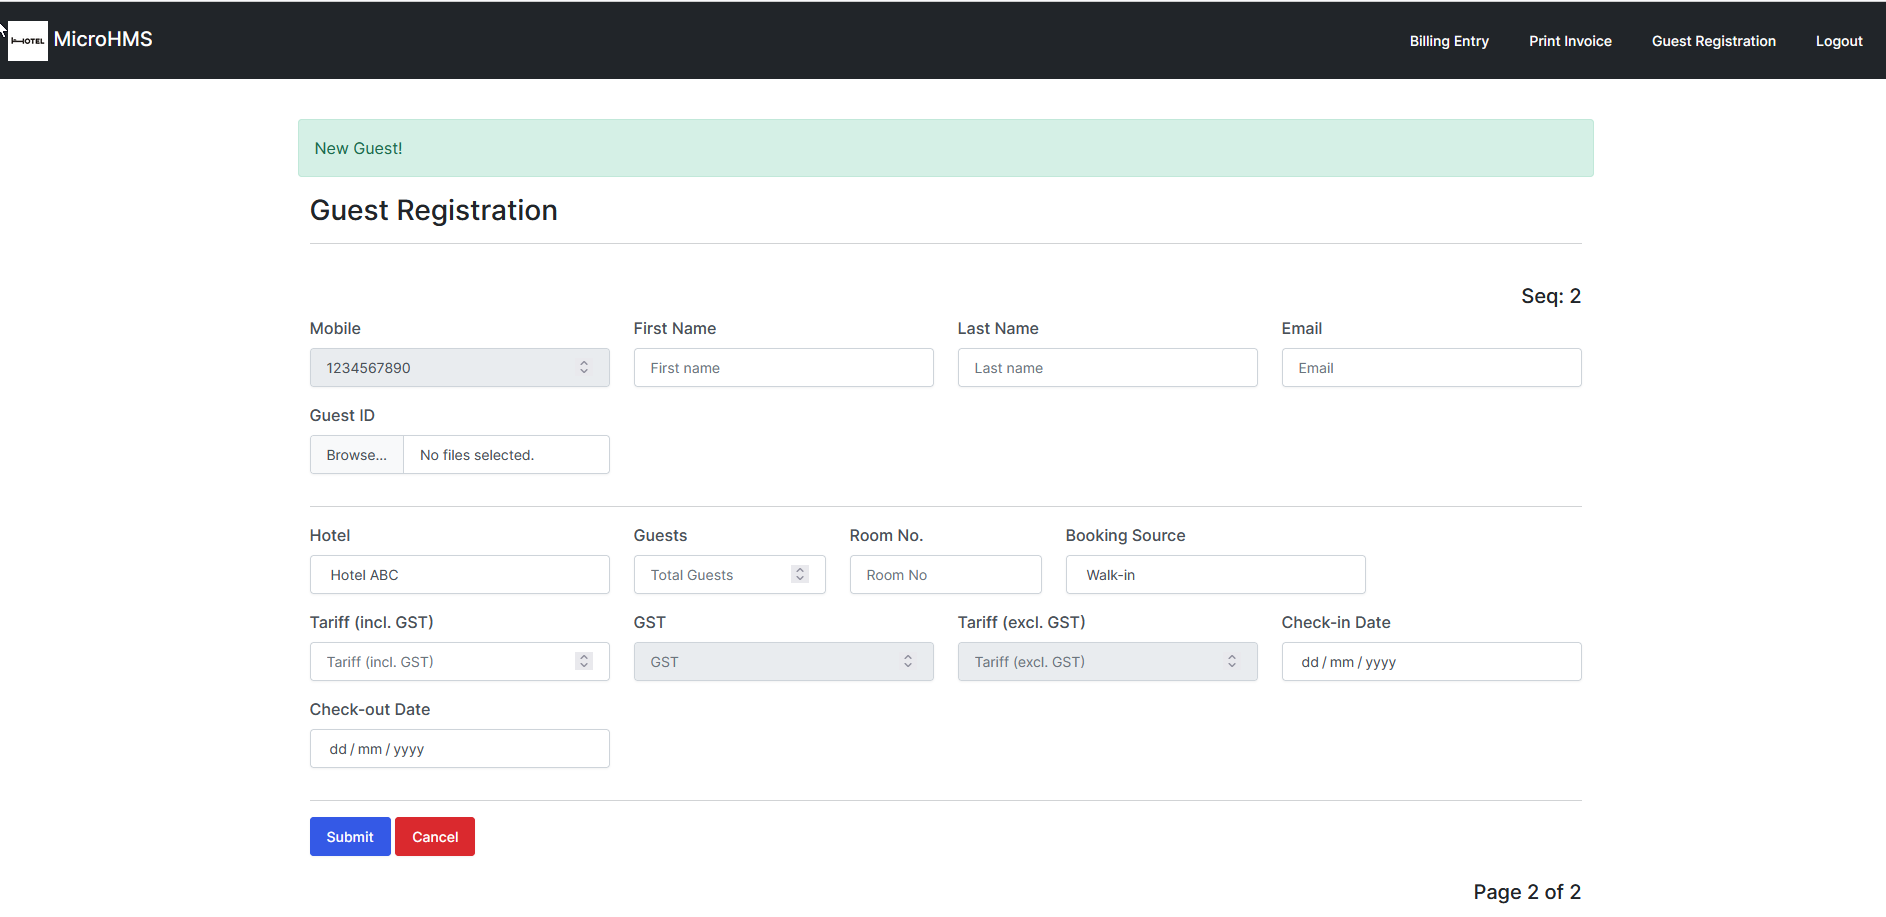 HOTEL MicroHMS Billing Entry Print Invoice Guest Registration Logout
New Guest!
Guest Registration
Seq: 2
Mobile First Name Last Name Email
1234567890 First name Last name Email
Guest ID
Browse... No files selected.
Hotel Guests Room No. Booking Source
Hotel ABC Total Guests Room No Walk-in
Tariff (incl. GST) GST Tariff (excl. GST) Check-in Date
Tariff (incl. GST) GST Tariff (excl. GST) dd / mm / yyyy
Check-out Date
dd / mm / yyyy
Submit Cancel
Page 2 of 2